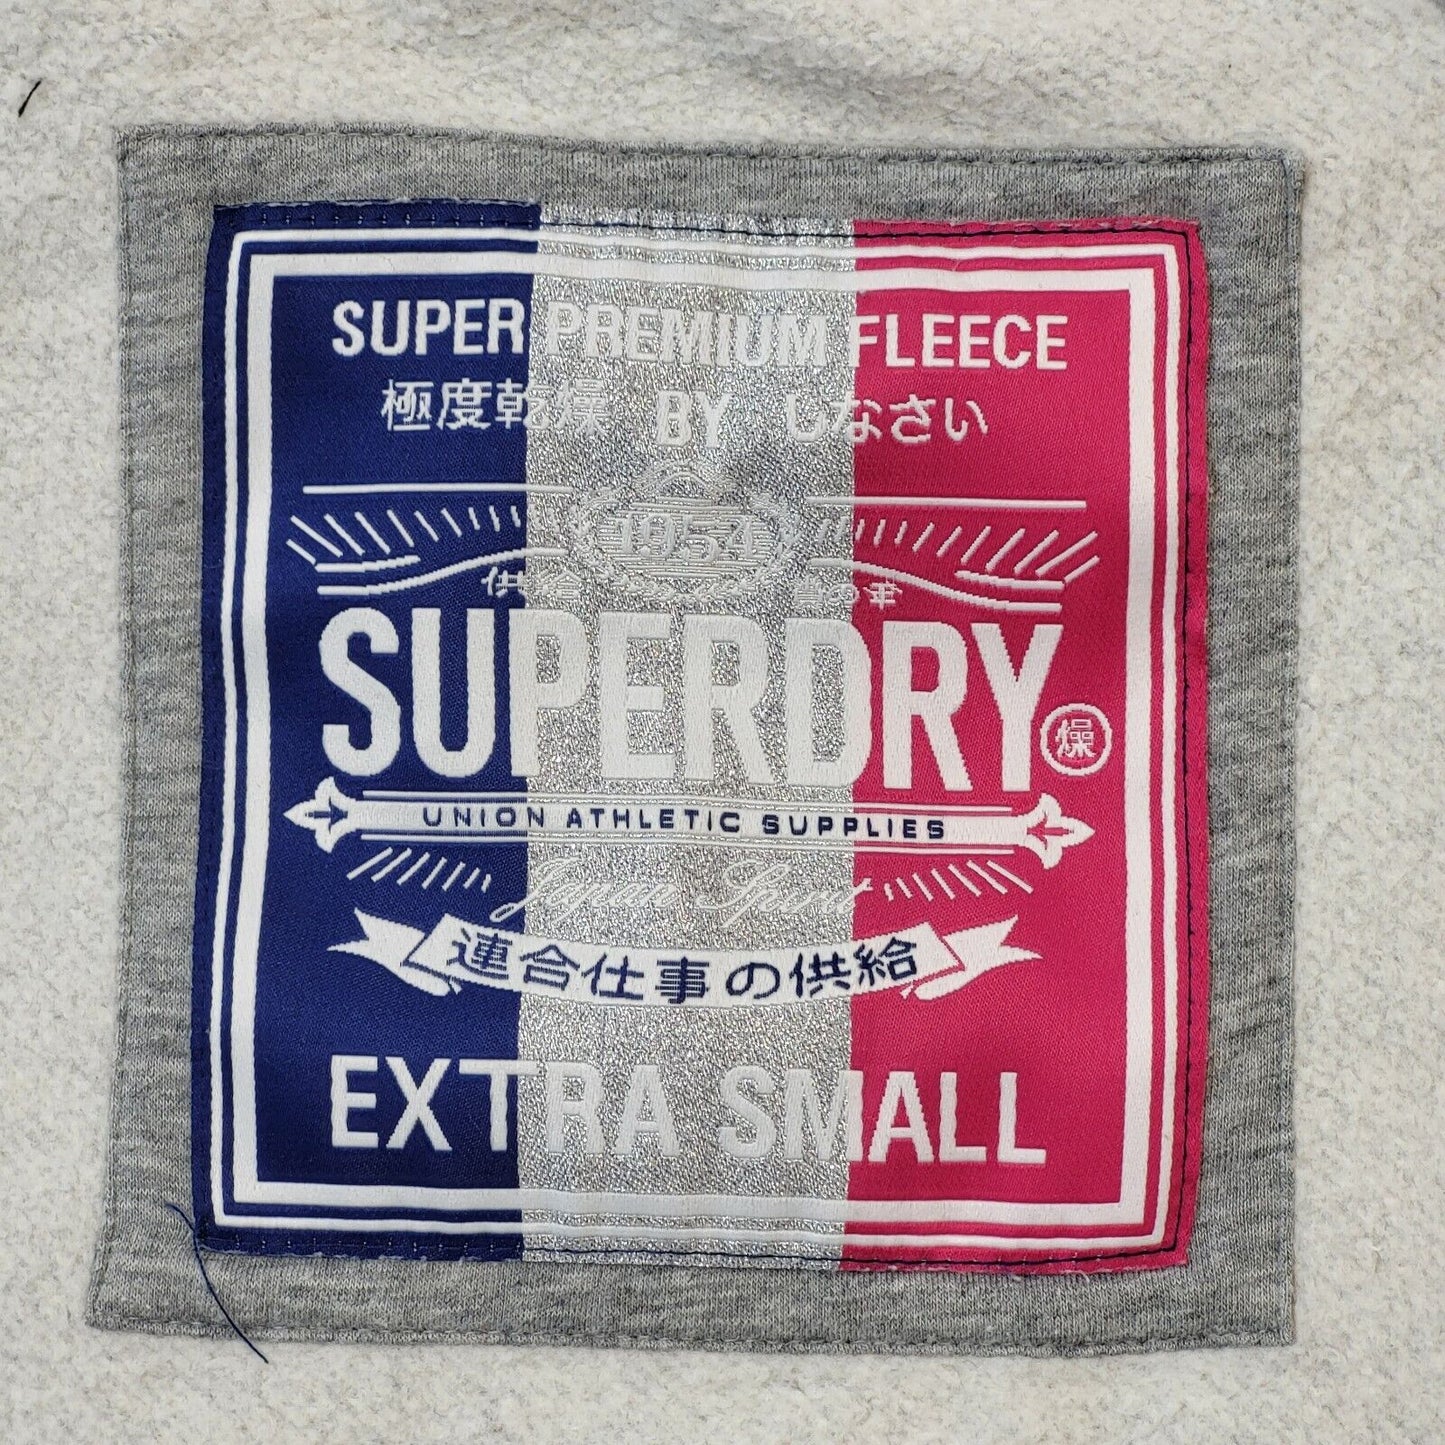 SUPER PREMIUM FLEECE
極度乾燥 BY しなさい
1954
SUPERDRY 燥
UNION ATHLETIC SUPPLIES
Japan Spirit
連合仕事の供給
EXTRA SMALL